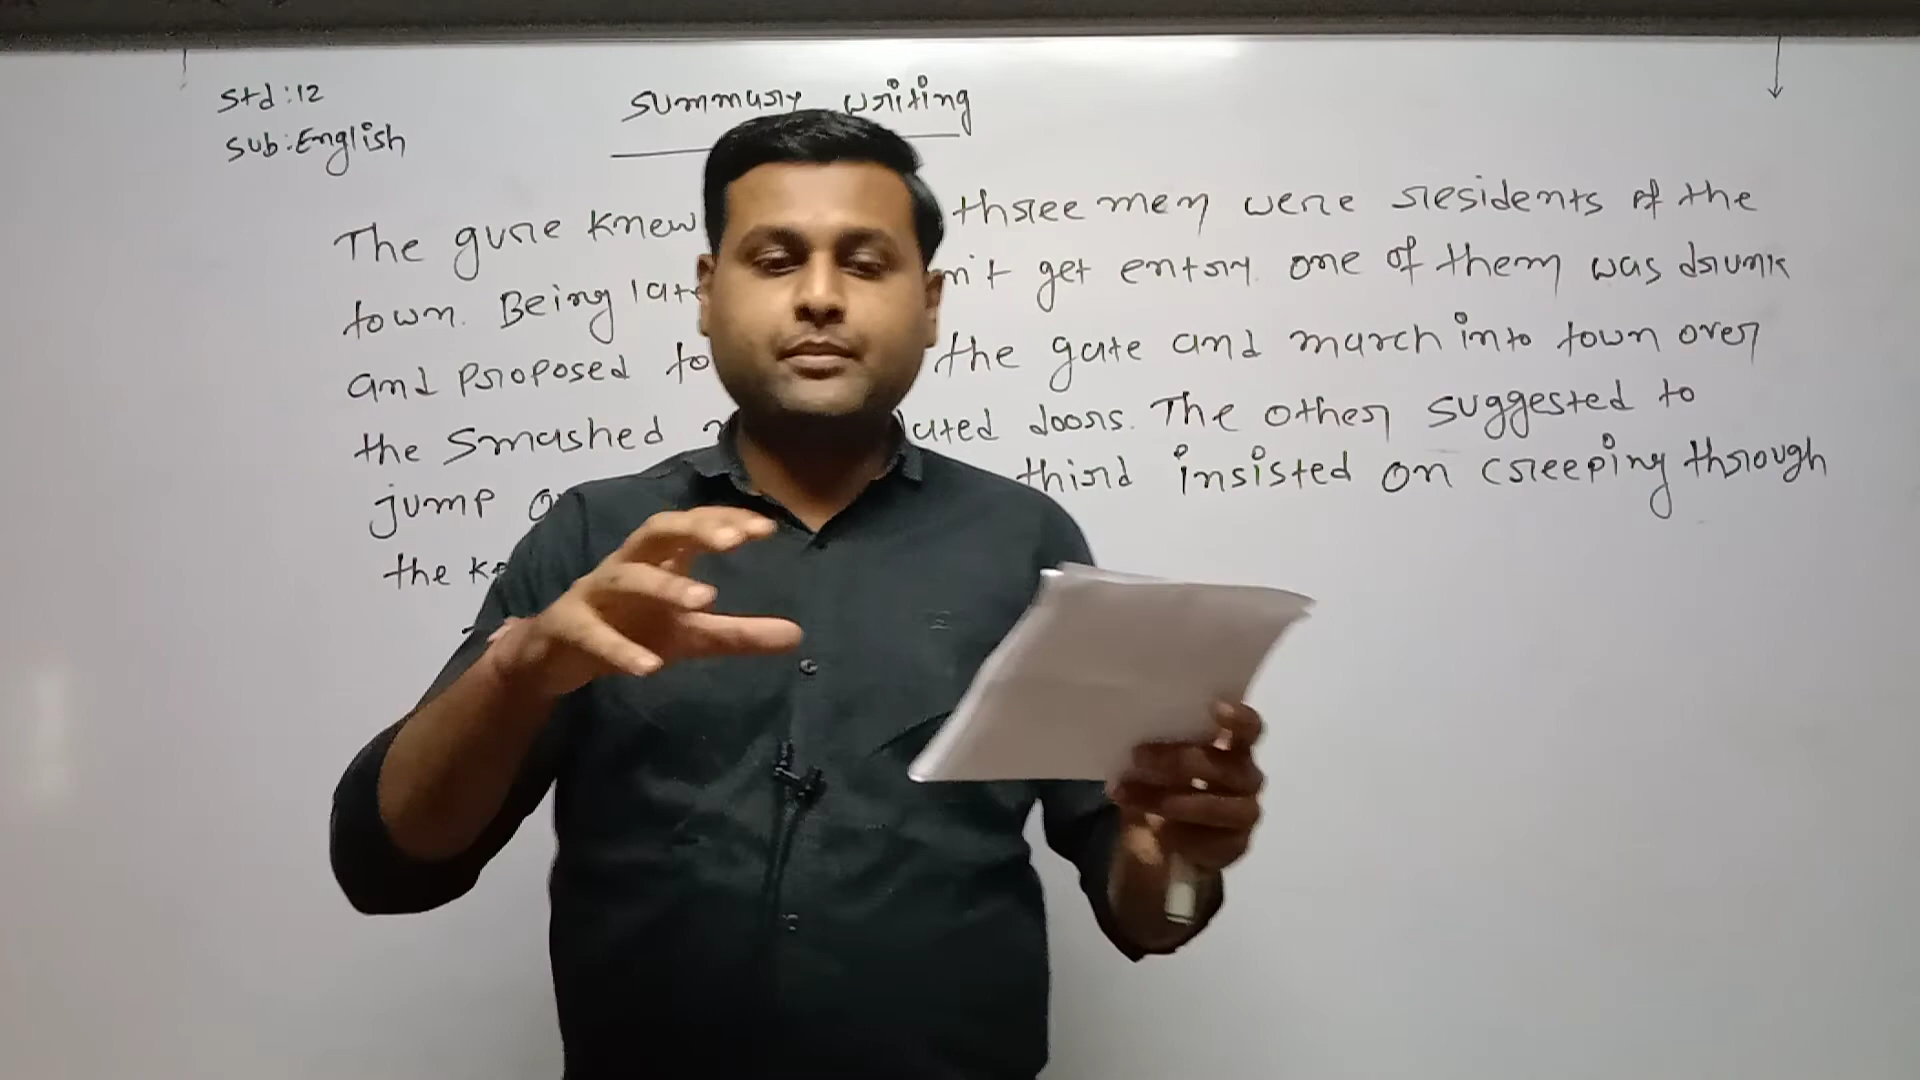 Std:12
Sub:English
Summary writing
The gure knew three men were residents of the
town. Being late get entry. one of them was drunk
and proposed to the gate and march into town over
the smashed doors. The other suggested to
jump third insisted on creeping through
the